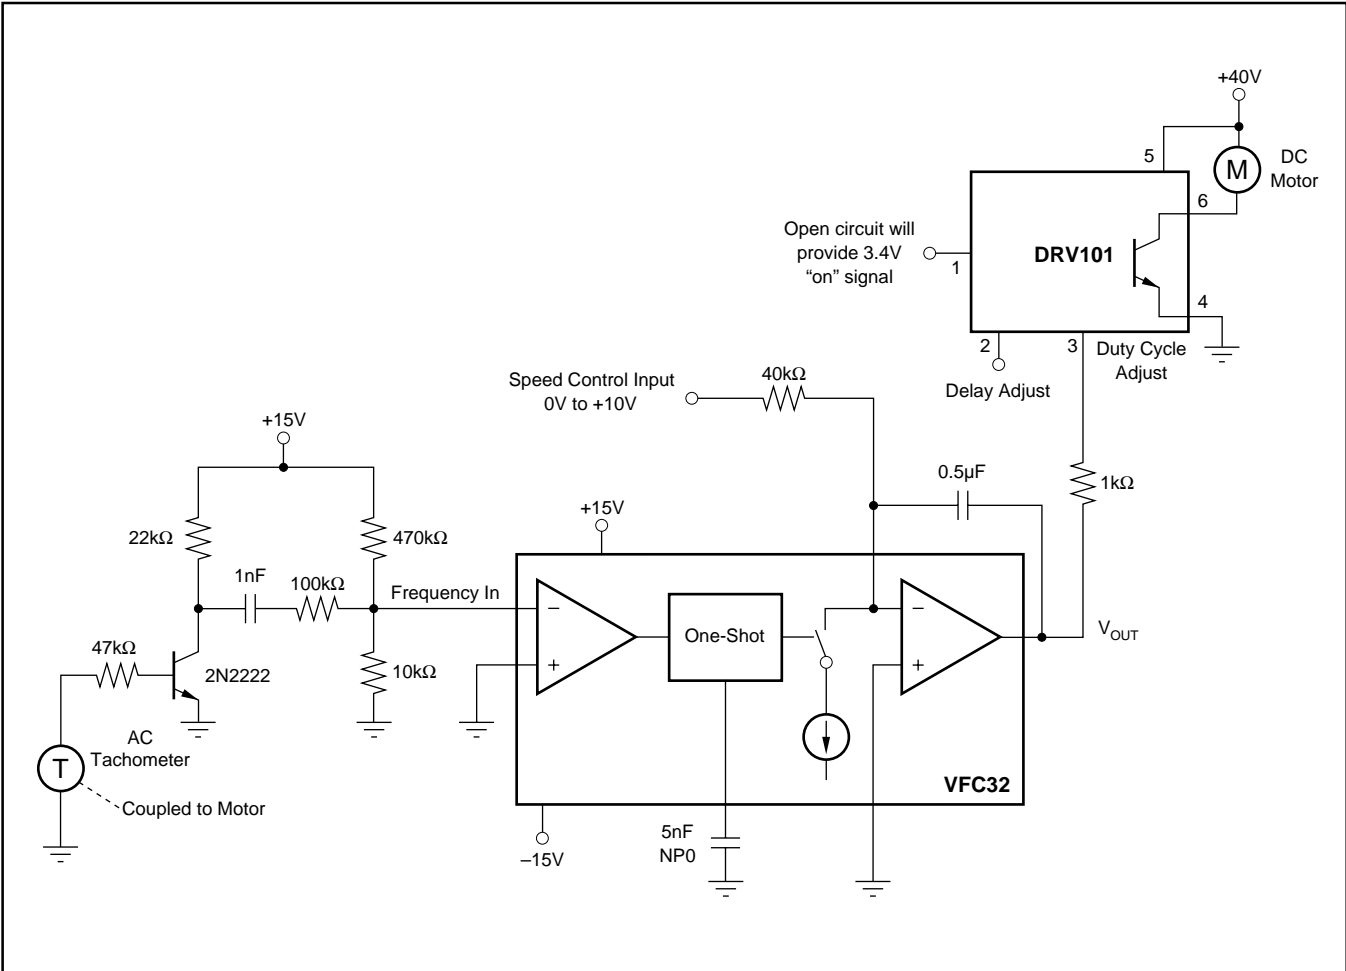 +40V
5
M
DC
Motor
6
Open circuit will
provide 3.4V
“on” signal
1
DRV101
4
2
3
Duty Cycle
Adjust
Delay Adjust
Speed Control Input
0V to +10V
40kΩ
+15V
0.5µF
1kΩ
+15V
22kΩ
470kΩ
1nF
100kΩ
Frequency In
−
+
One-Shot
−
+
VOUT
47kΩ
2N2222
10kΩ
AC
Tachometer
T
Coupled to Motor
VFC32
–15V
5nF
NP0